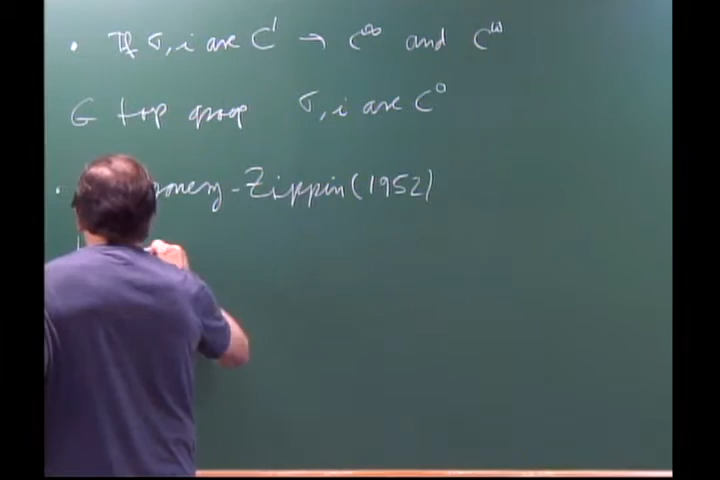 • If σ, i are C¹ → C^∞ and C^ω
G top group σ, i are C⁰
• -Zippin (1952)